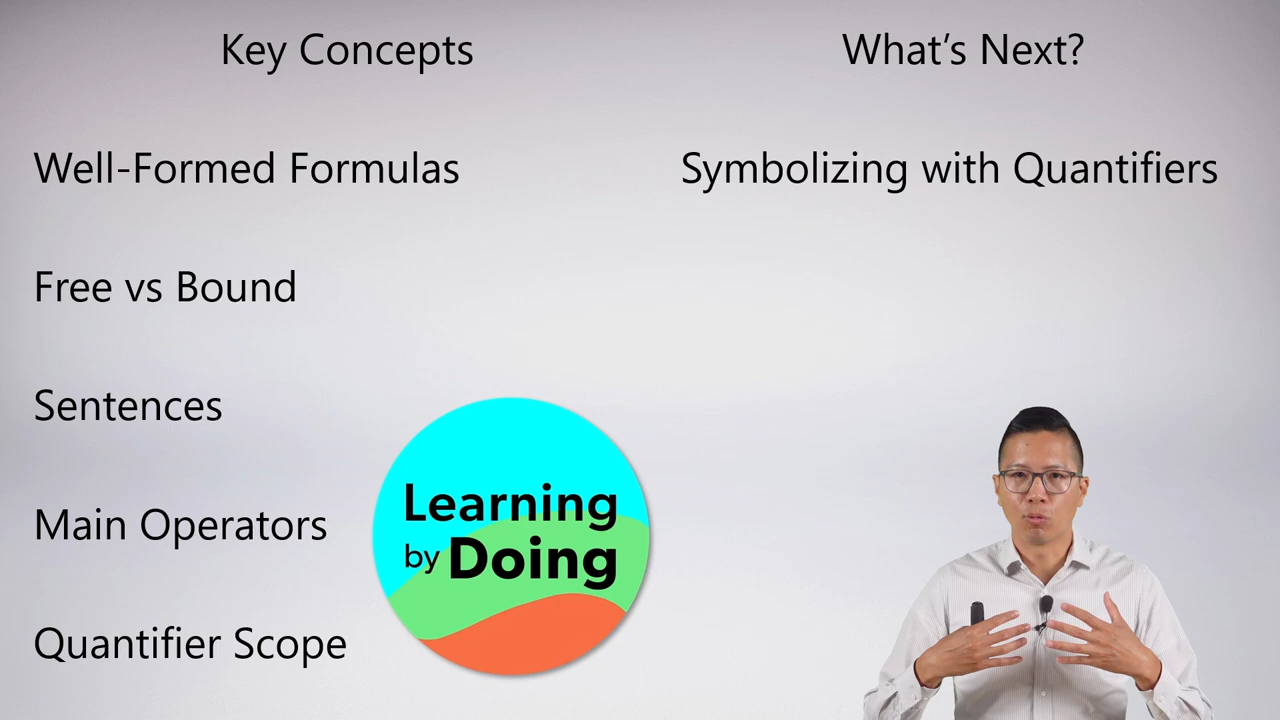 Key Concepts
What’s Next?
Well-Formed Formulas
Symbolizing with Quantifiers
Free vs Bound
Sentences
Main Operators
Quantifier Scope
Learning
by Doing